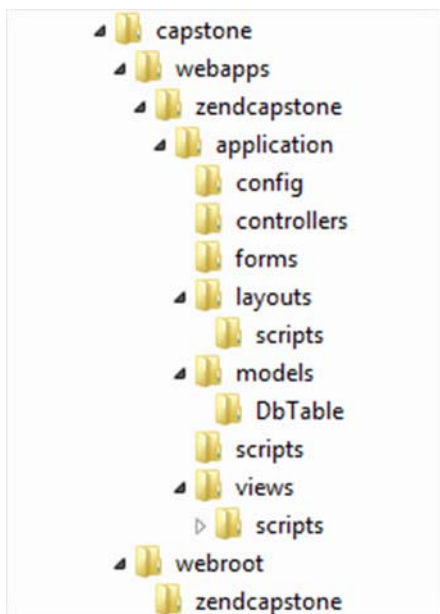 capstone
webapps
zendcapstone
application
config
controllers
forms
layouts
scripts
models
DbTable
scripts
views
scripts
webroot
zendcapstone